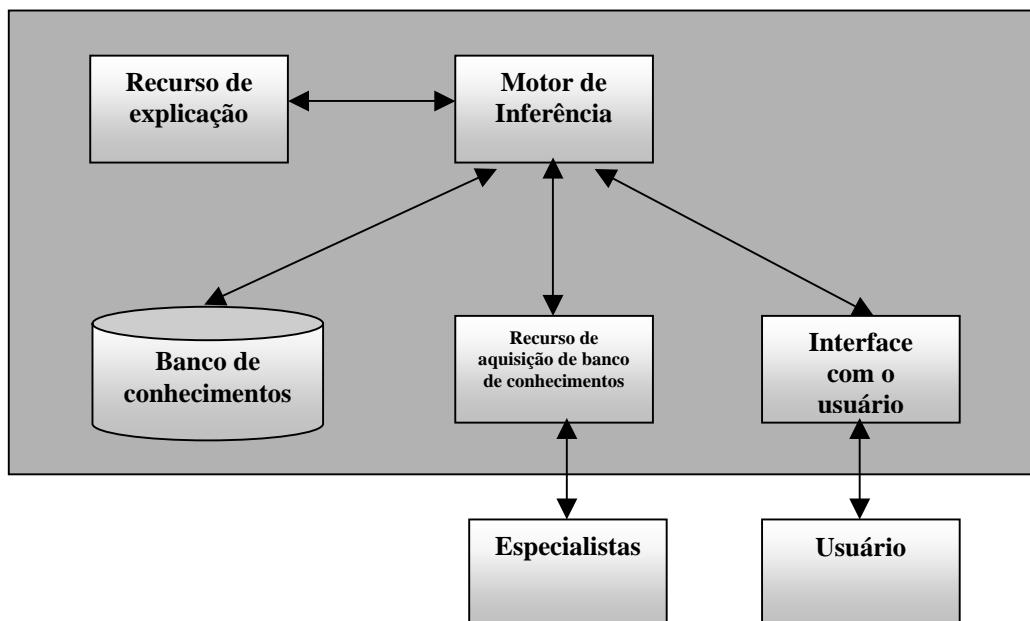 Recurso de
explicação
Motor de
Inferência
Banco de
conhecimentos
Recurso de
aquisição de banco
de conhecimentos
Interface
com o
usuário
Especialistas
Usuário